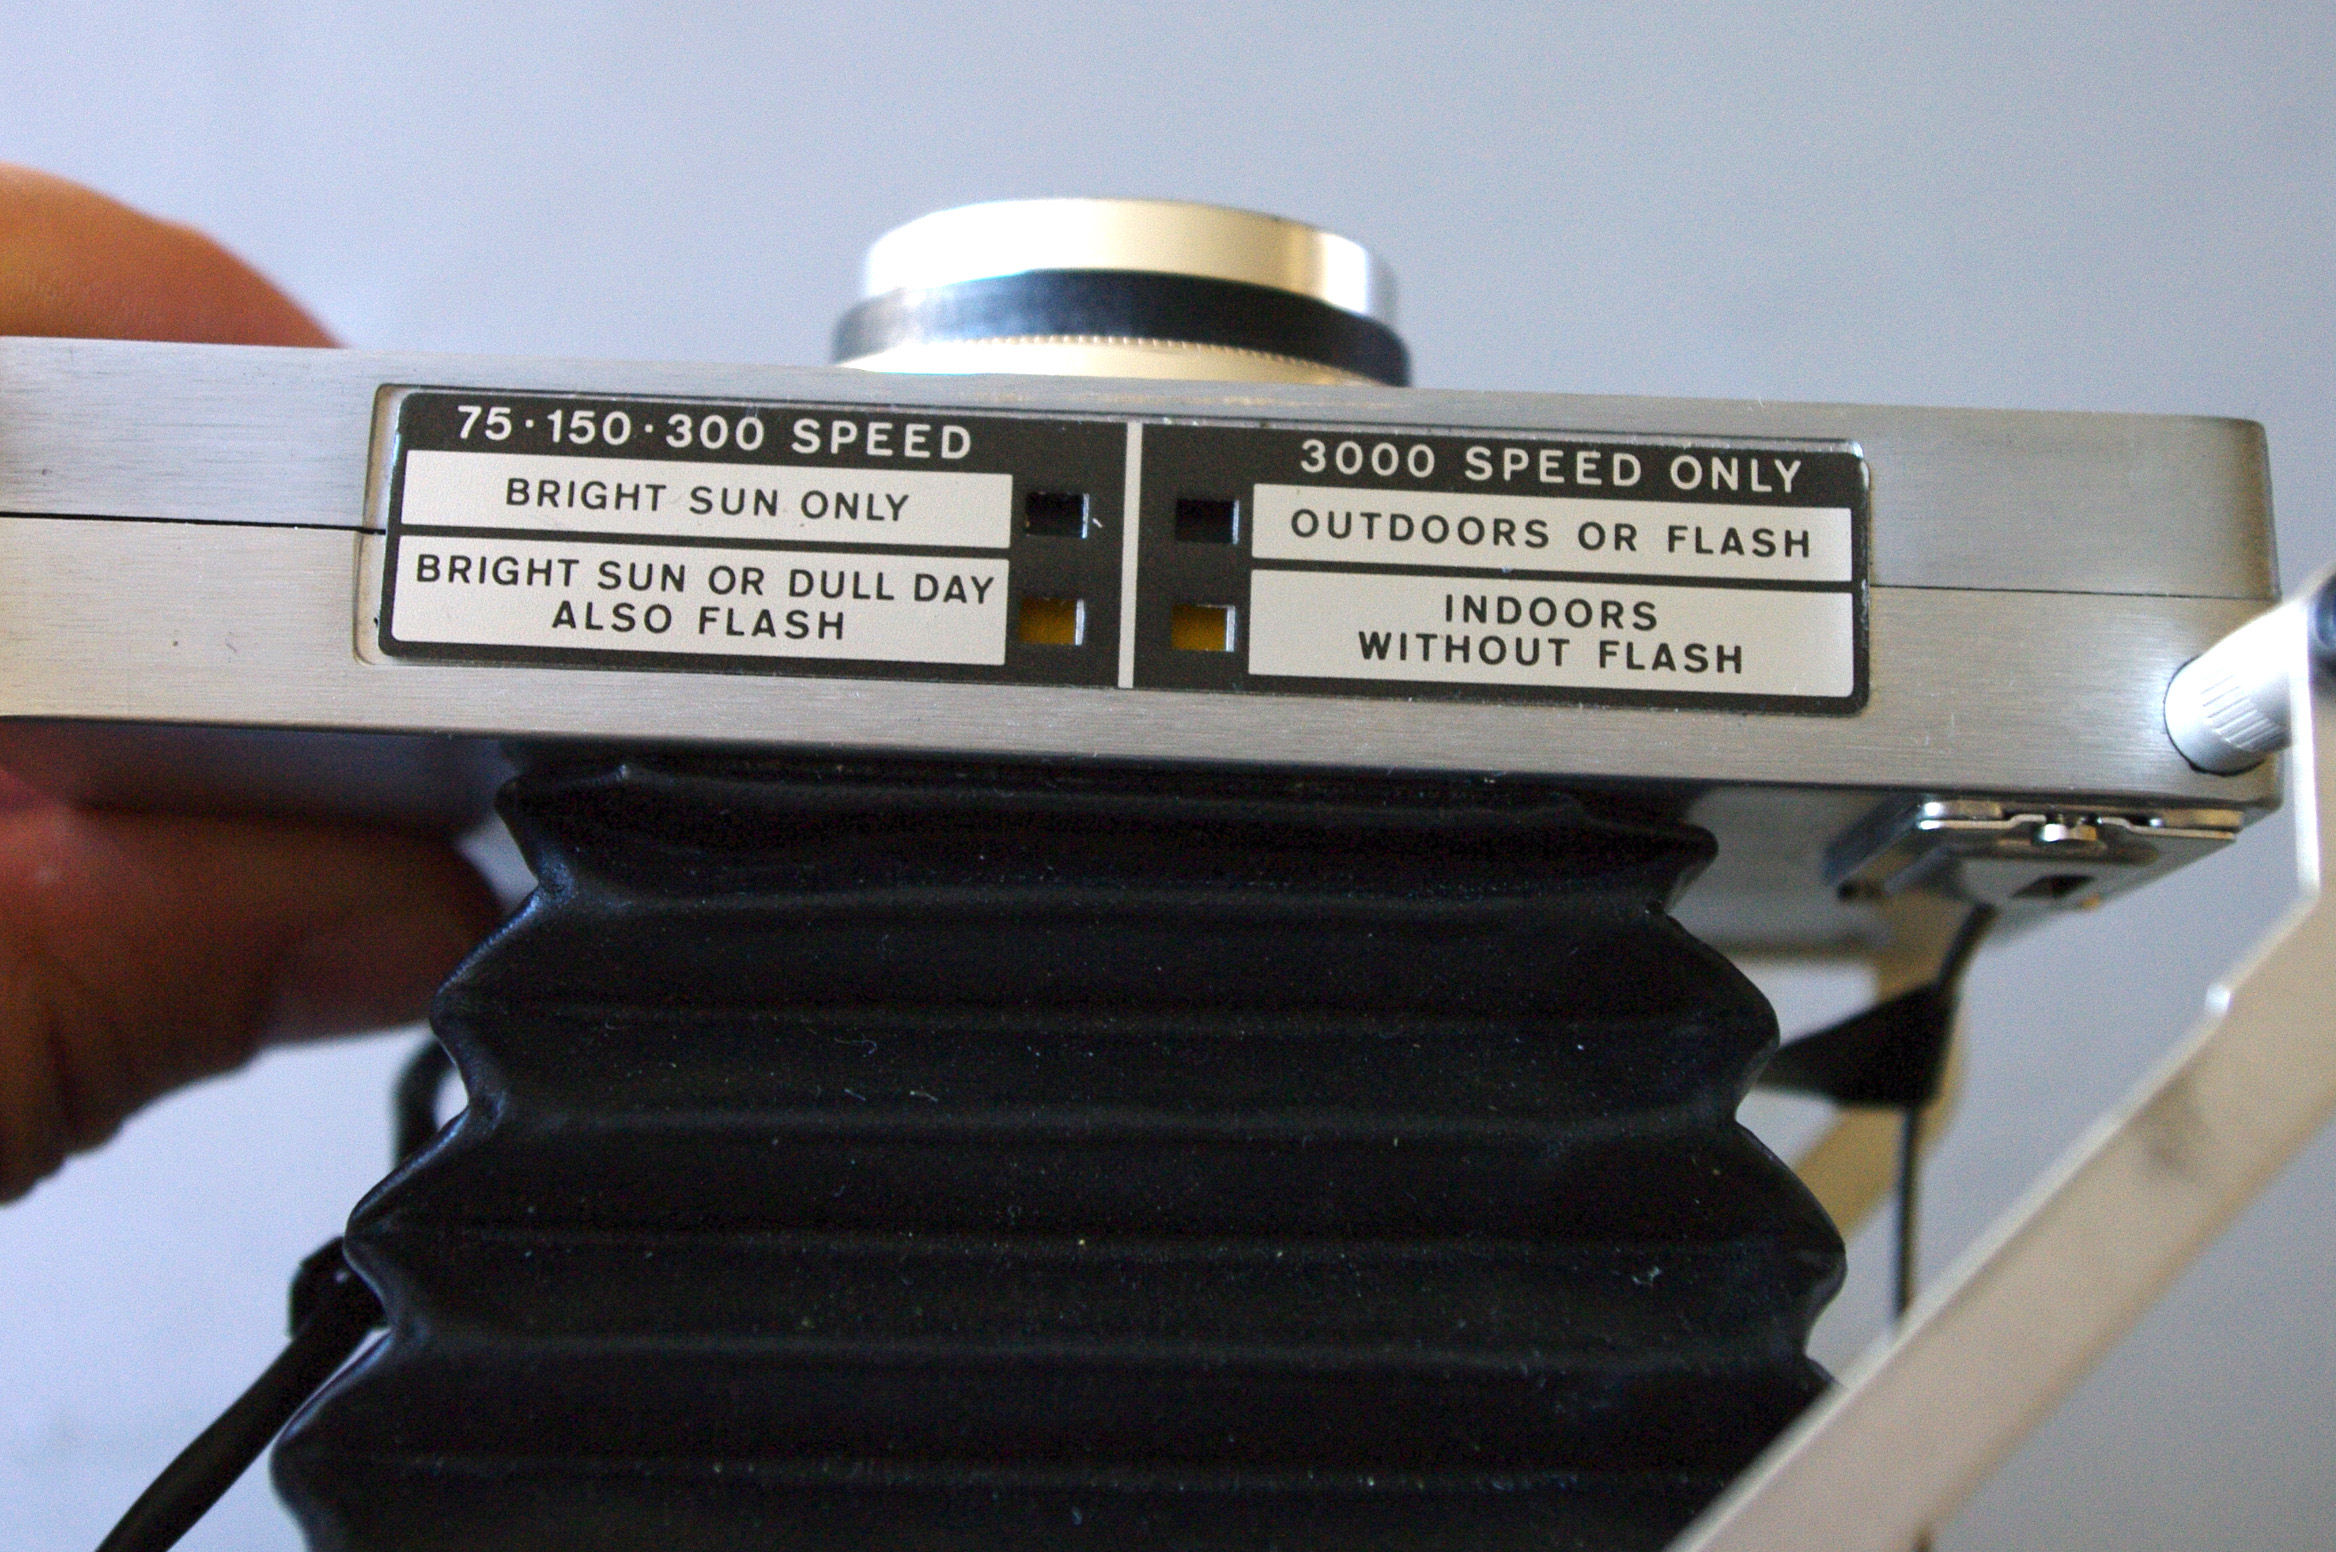 75·150·300 SPEED
BRIGHT SUN ONLY
BRIGHT SUN OR DULL DAY
ALSO FLASH
3000 SPEED ONLY
OUTDOORS OR FLASH
INDOORS
WITHOUT FLASH